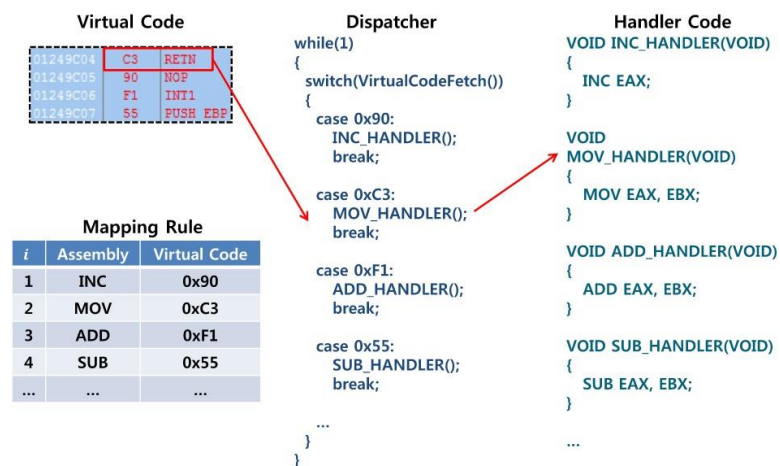 Virtual Code
01249C04 C3 RETN
01249C05 90 NOP
01249C06 F1 INT1
01249C07 55 PUSH EBP
Mapping Rule
i Assembly Virtual Code
1 INC 0x90
2 MOV 0xC3
3 ADD 0xF1
4 SUB 0x55
... ... ...
Dispatcher
while(1)
{
switch(VirtualCodeFetch())
{
case 0x90:
INC_HANDLER();
break;
case 0xC3:
MOV_HANDLER();
break;
case 0xF1:
ADD_HANDLER();
break;
case 0x55:
SUB_HANDLER();
break;
...
}
}
Handler Code
VOID INC_HANDLER(VOID)
{
INC EAX;
}
VOID
MOV_HANDLER(VOID)
{
MOV EAX, EBX;
}
VOID ADD_HANDLER(VOID)
{
ADD EAX, EBX;
}
VOID SUB_HANDLER(VOID)
{
SUB EAX, EBX;
}
...